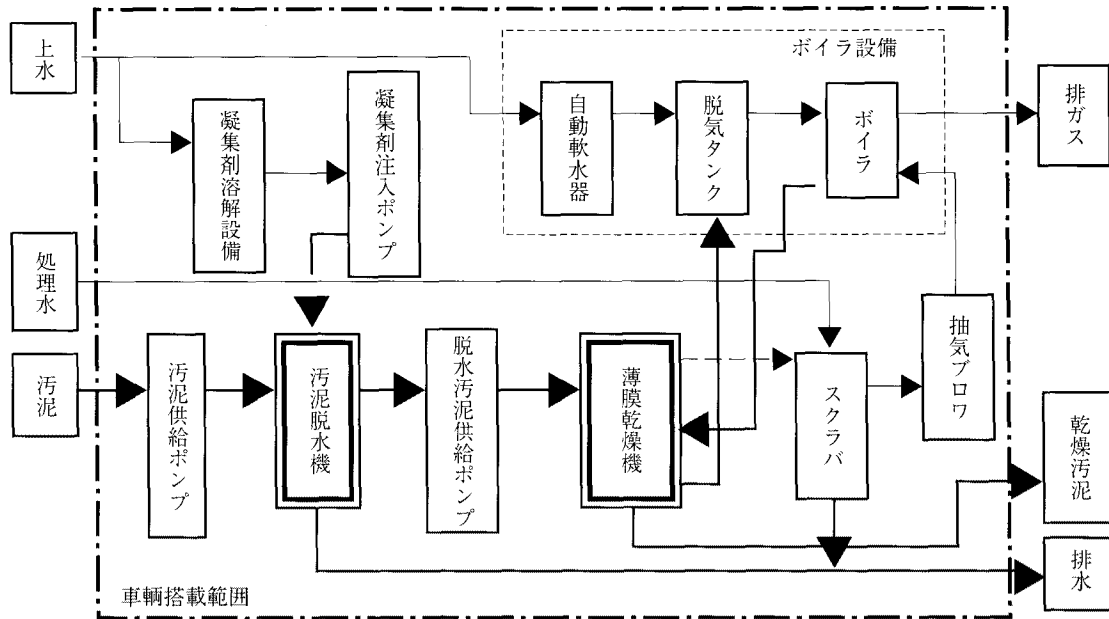 上水
ボイラ設備
凝集剤溶解設備
凝集剤注入ポンプ
自動軟水器
脱気タンク
ボイラ
排ガス
処理水
汚泥
汚泥供給ポンプ
汚泥脱水機
脱水汚泥供給ポンプ
薄膜乾燥機
スクラバ
抽気ブロワ
乾燥汚泥
排水
車輌搭載範囲